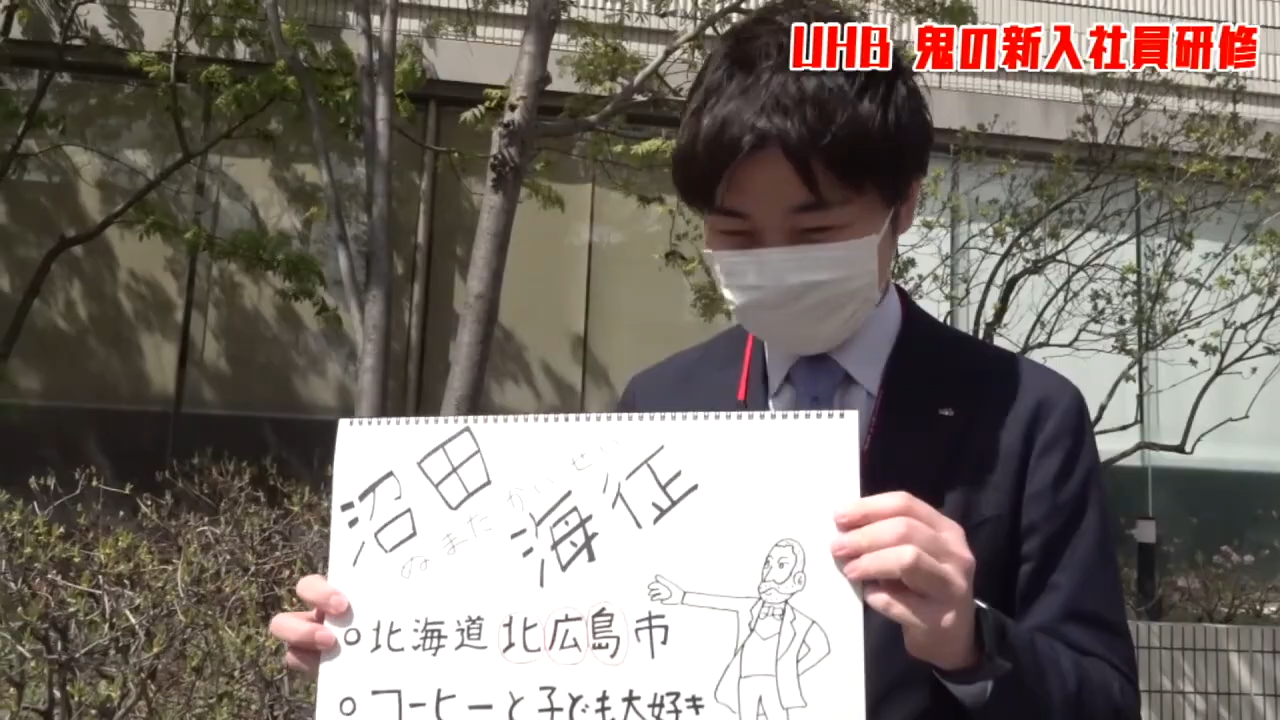 UHB 鬼の新入社員研修
沼田 海征
ぬまた かいせい
北海道北広島市
コーヒーと子ども大好き